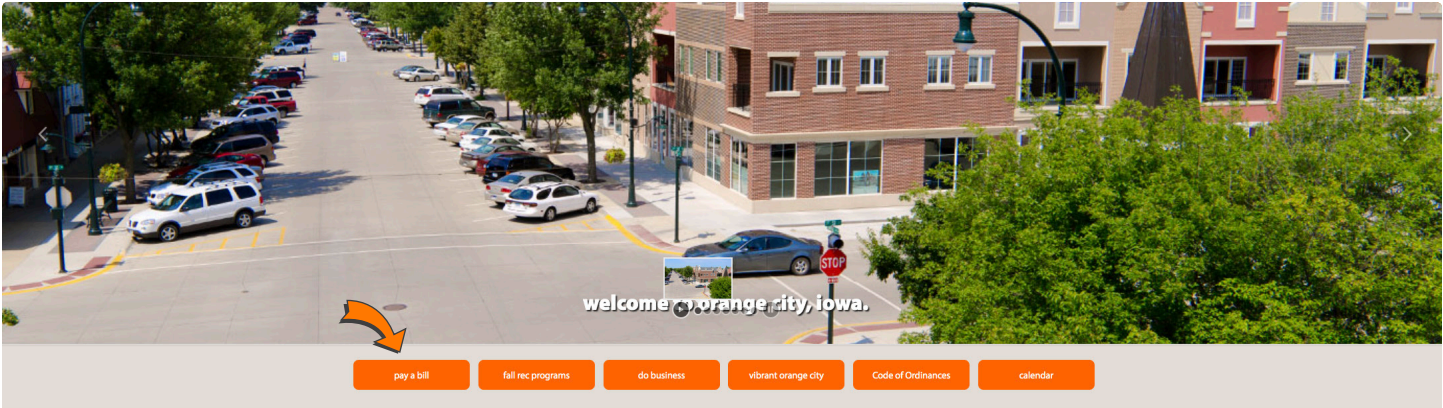 STOP
welcome to orange city, iowa.
pay a bill
fall rec programs
do business
vibrant orange city
Code of Ordinances
calendar